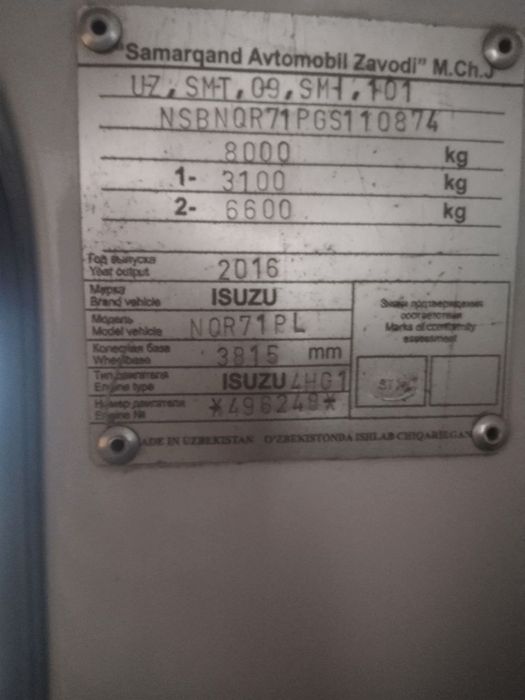 "Samarqand Avtomobil Zavodi" M.Ch.J
UZ, SMT, 09, SM1, 101
NSBNQR71PGS110874
8000 kg
1- 3100 kg
2- 6600 kg
Год выпуска
Year output 2016
Марка
Brand vehicle ISUZU
Модель
Model vehicle NQR71PL
Колесная база
Wheelbase 3815 mm
Тип двигателя
Engine type ISUZU 4HG1
Номер двигателя
Engine № *496249*
Знаки подтверждения
соответствия
Marks of conformity
assessment
MADE IN UZBEKISTAN O'ZBEKISTONDA ISHLAB CHIQARILGAN